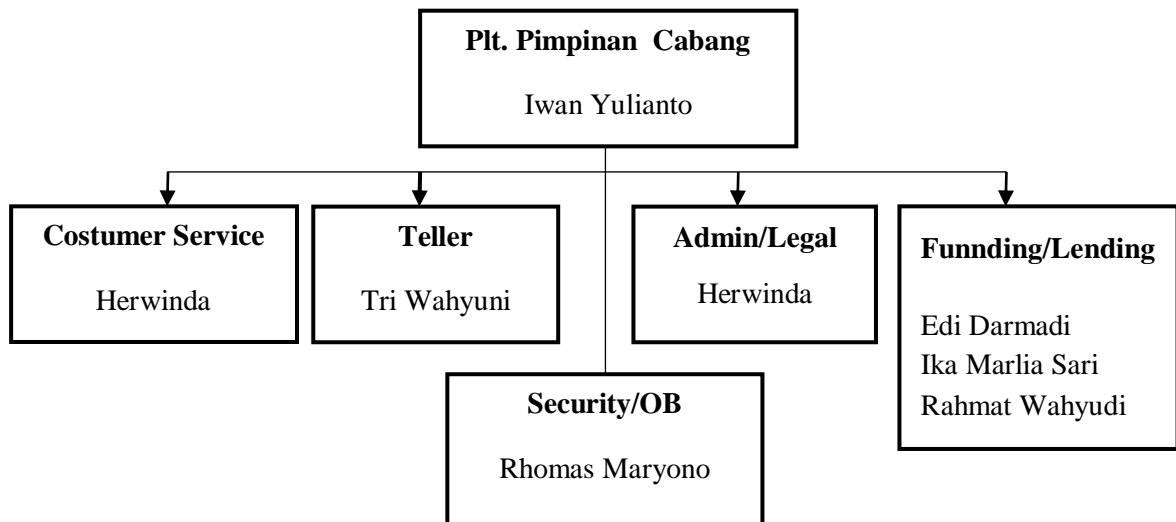 Plt. Pimpinan Cabang
Iwan Yulianto
Costumer Service
Herwinda
Teller
Tri Wahyuni
Admin/Legal
Herwinda
Funnding/Lending
Edi Darmadi
Ika Marlia Sari
Rahmat Wahyudi
Security/OB
Rhomas Maryono